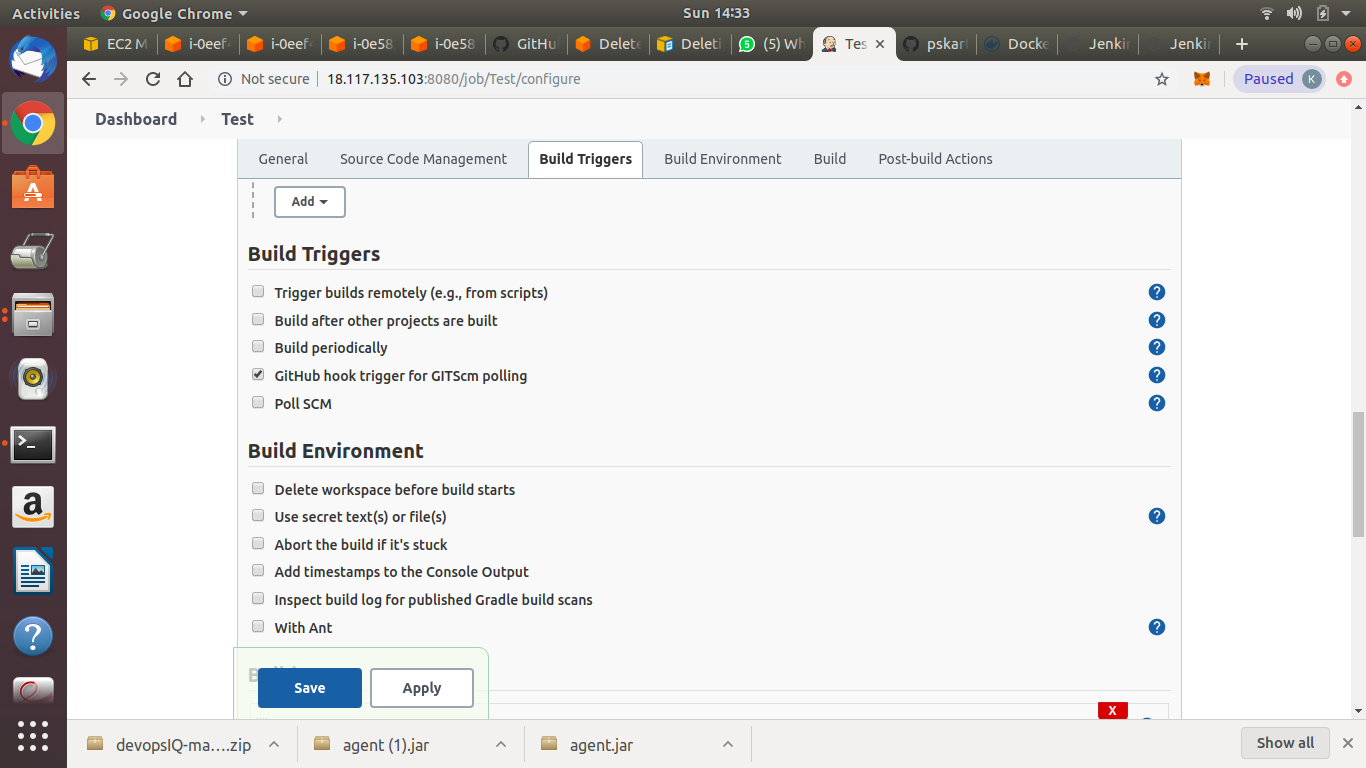 Activities Google Chrome Sun 14:33
EC2 M i-0eef i-0eef i-0e58 i-0e58 GitHu Delete Deleti (5) Wh Tes pskar Docke Jenki Jenki
Not secure 18.117.135.103:8080/job/Test/configure Paused K
Dashboard Test
General Source Code Management Build Triggers Build Environment Build Post-build Actions
Add
Build Triggers
Trigger builds remotely (e.g., from scripts) ?
Build after other projects are built ?
Build periodically ?
GitHub hook trigger for GITScm polling ?
Poll SCM ?
Build Environment
Delete workspace before build starts
Use secret text(s) or file(s) ?
Abort the build if it's stuck
Add timestamps to the Console Output
Inspect build log for published Gradle build scans
With Ant ?
Save Apply
X
devopsIQ-ma....zip agent (1).jar agent.jar Show all